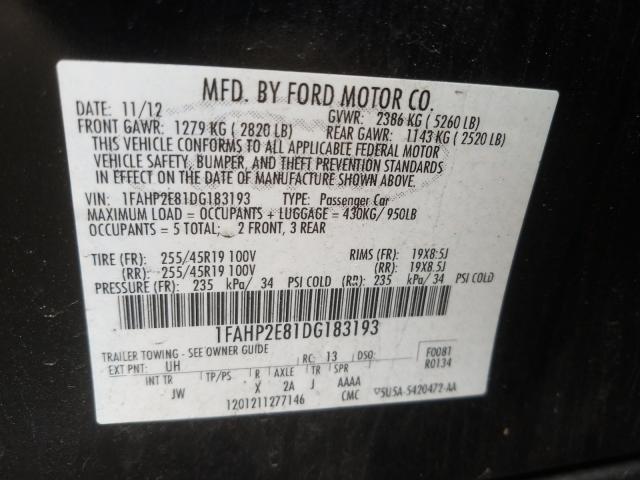 MFD. BY FORD MOTOR CO.
DATE: 11/12 GVWR: 2386 KG ( 5260 LB)
FRONT GAWR: 1279 KG ( 2820 LB) REAR GAWR: 1143 KG ( 2520 LB)
THIS VEHICLE CONFORMS TO ALL APPLICABLE FEDERAL MOTOR
VEHICLE SAFETY, BUMPER, AND THEFT PREVENTION STANDARDS
IN EFFECT ON THE DATE OF MANUFACTURE SHOWN ABOVE.
VIN: 1FAHP2E81DG183193 TYPE: Passenger Car
MAXIMUM LOAD = OCCUPANTS + LUGGAGE = 430KG/ 950LB
OCCUPANTS = 5 TOTAL; 2 FRONT, 3 REAR
TIRE (FR): 255/45R19 100V RIMS (FR): 19X8.5J
(RR): 255/45R19 100V (RR): 19X8.5J
PRESSURE (FR): 235 kPa/ 34 PSI COLD (RR): 235 kPa/ 34 PSI COLD
1FAHP2E81DG183193
TRAILER TOWING - SEE OWNER GUIDE
EXT PNT: UH RC: 13 DSO: F0081
R0134
INT TR TP/PS R AXLE TR SPR
JW X 2A J AAAA
1201211277146 CMC 5U5A-5420472-AA